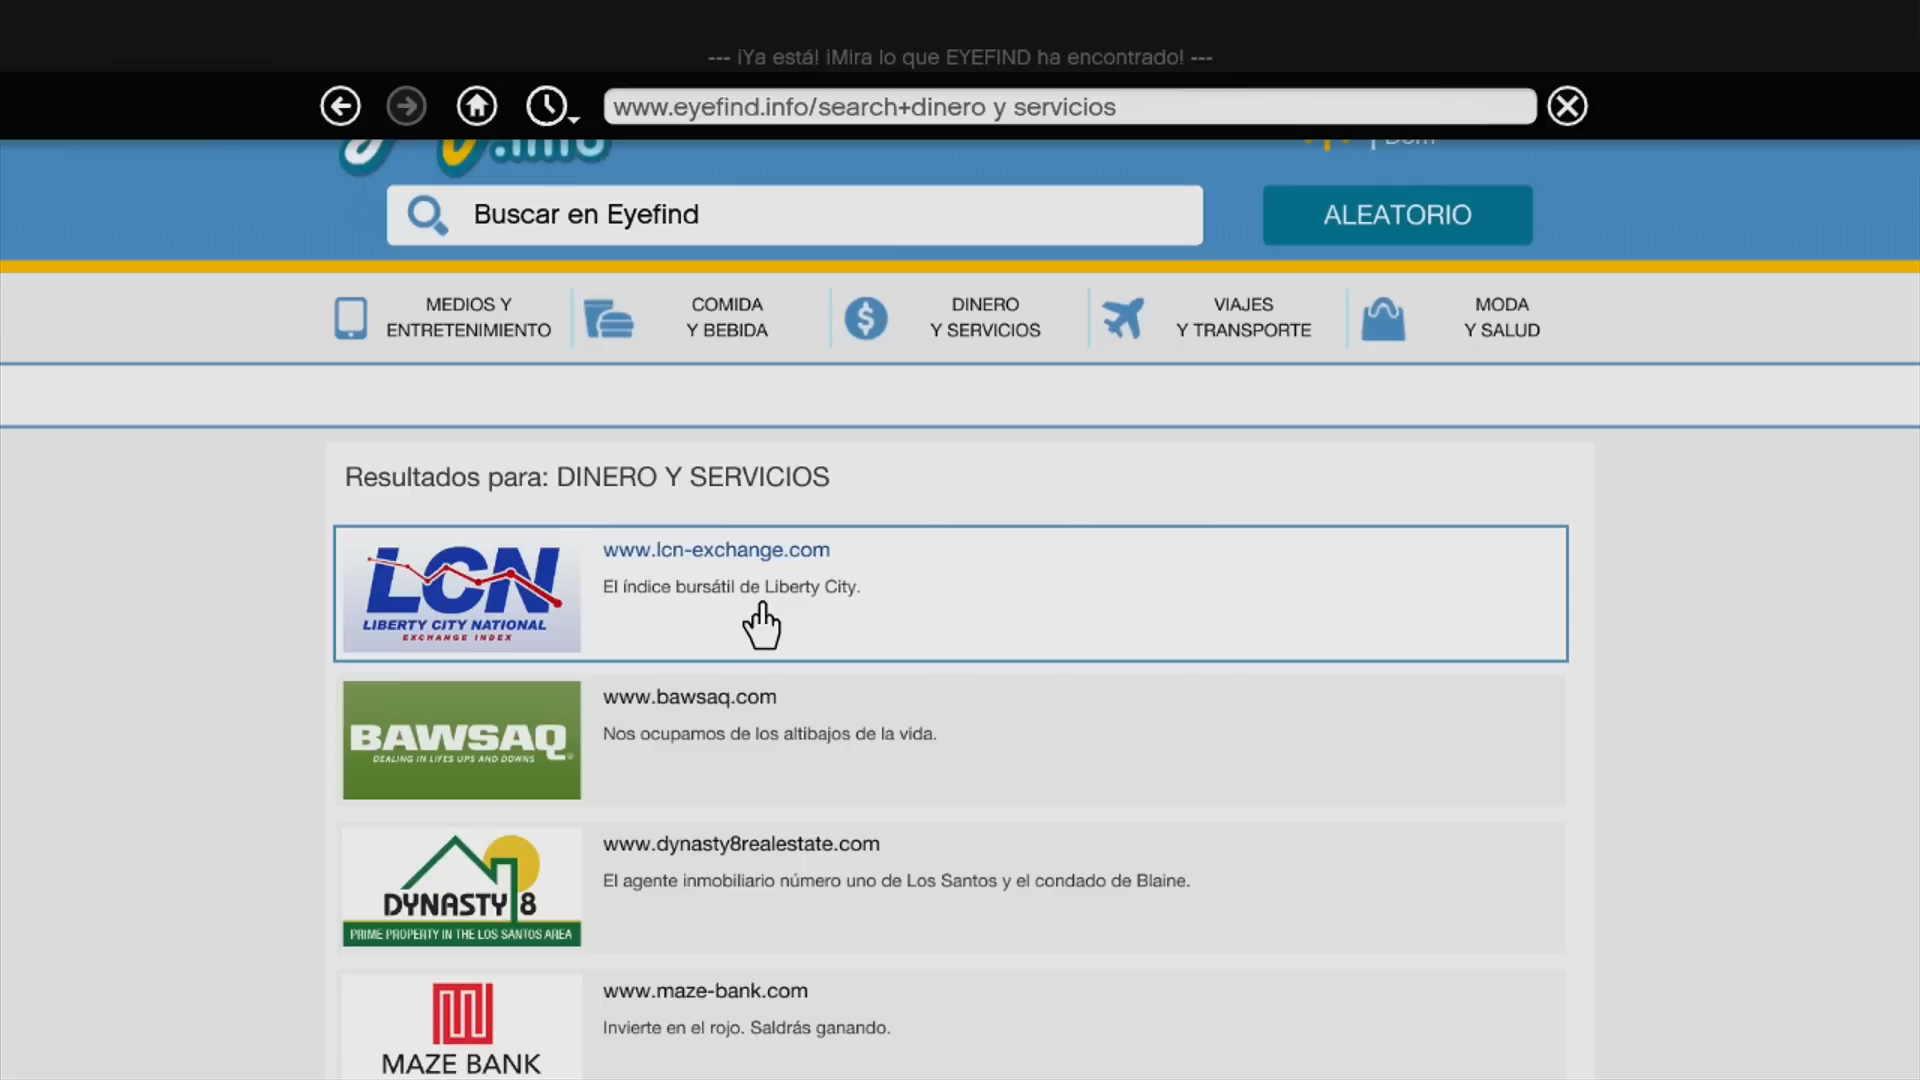 --- ¡Ya está! ¡Mira lo que EYEFIND ha encontrado! ---
www.eyefind.info/search+dinero y servicios
.info
Dom
Buscar en Eyefind
ALEATORIO
MEDIOS Y
ENTRETENIMIENTO
COMIDA
Y BEBIDA
DINERO
Y SERVICIOS
VIAJES
Y TRANSPORTE
MODA
Y SALUD
Resultados para: DINERO Y SERVICIOS
LCN
LIBERTY CITY NATIONAL
EXCHANGE INDEX
www.lcn-exchange.com
El índice bursátil de Liberty City.
BAWSAQ
DEALING IN LIFES UPS AND DOWNS
www.bawsaq.com
Nos ocupamos de los altibajos de la vida.
DYNASTY 8
PRIME PROPERTY IN THE LOS SANTOS AREA
www.dynasty8realestate.com
El agente inmobiliario número uno de Los Santos y el condado de Blaine.
MAZE BANK
www.maze-bank.com
Invierte en el rojo. Saldrás ganando.